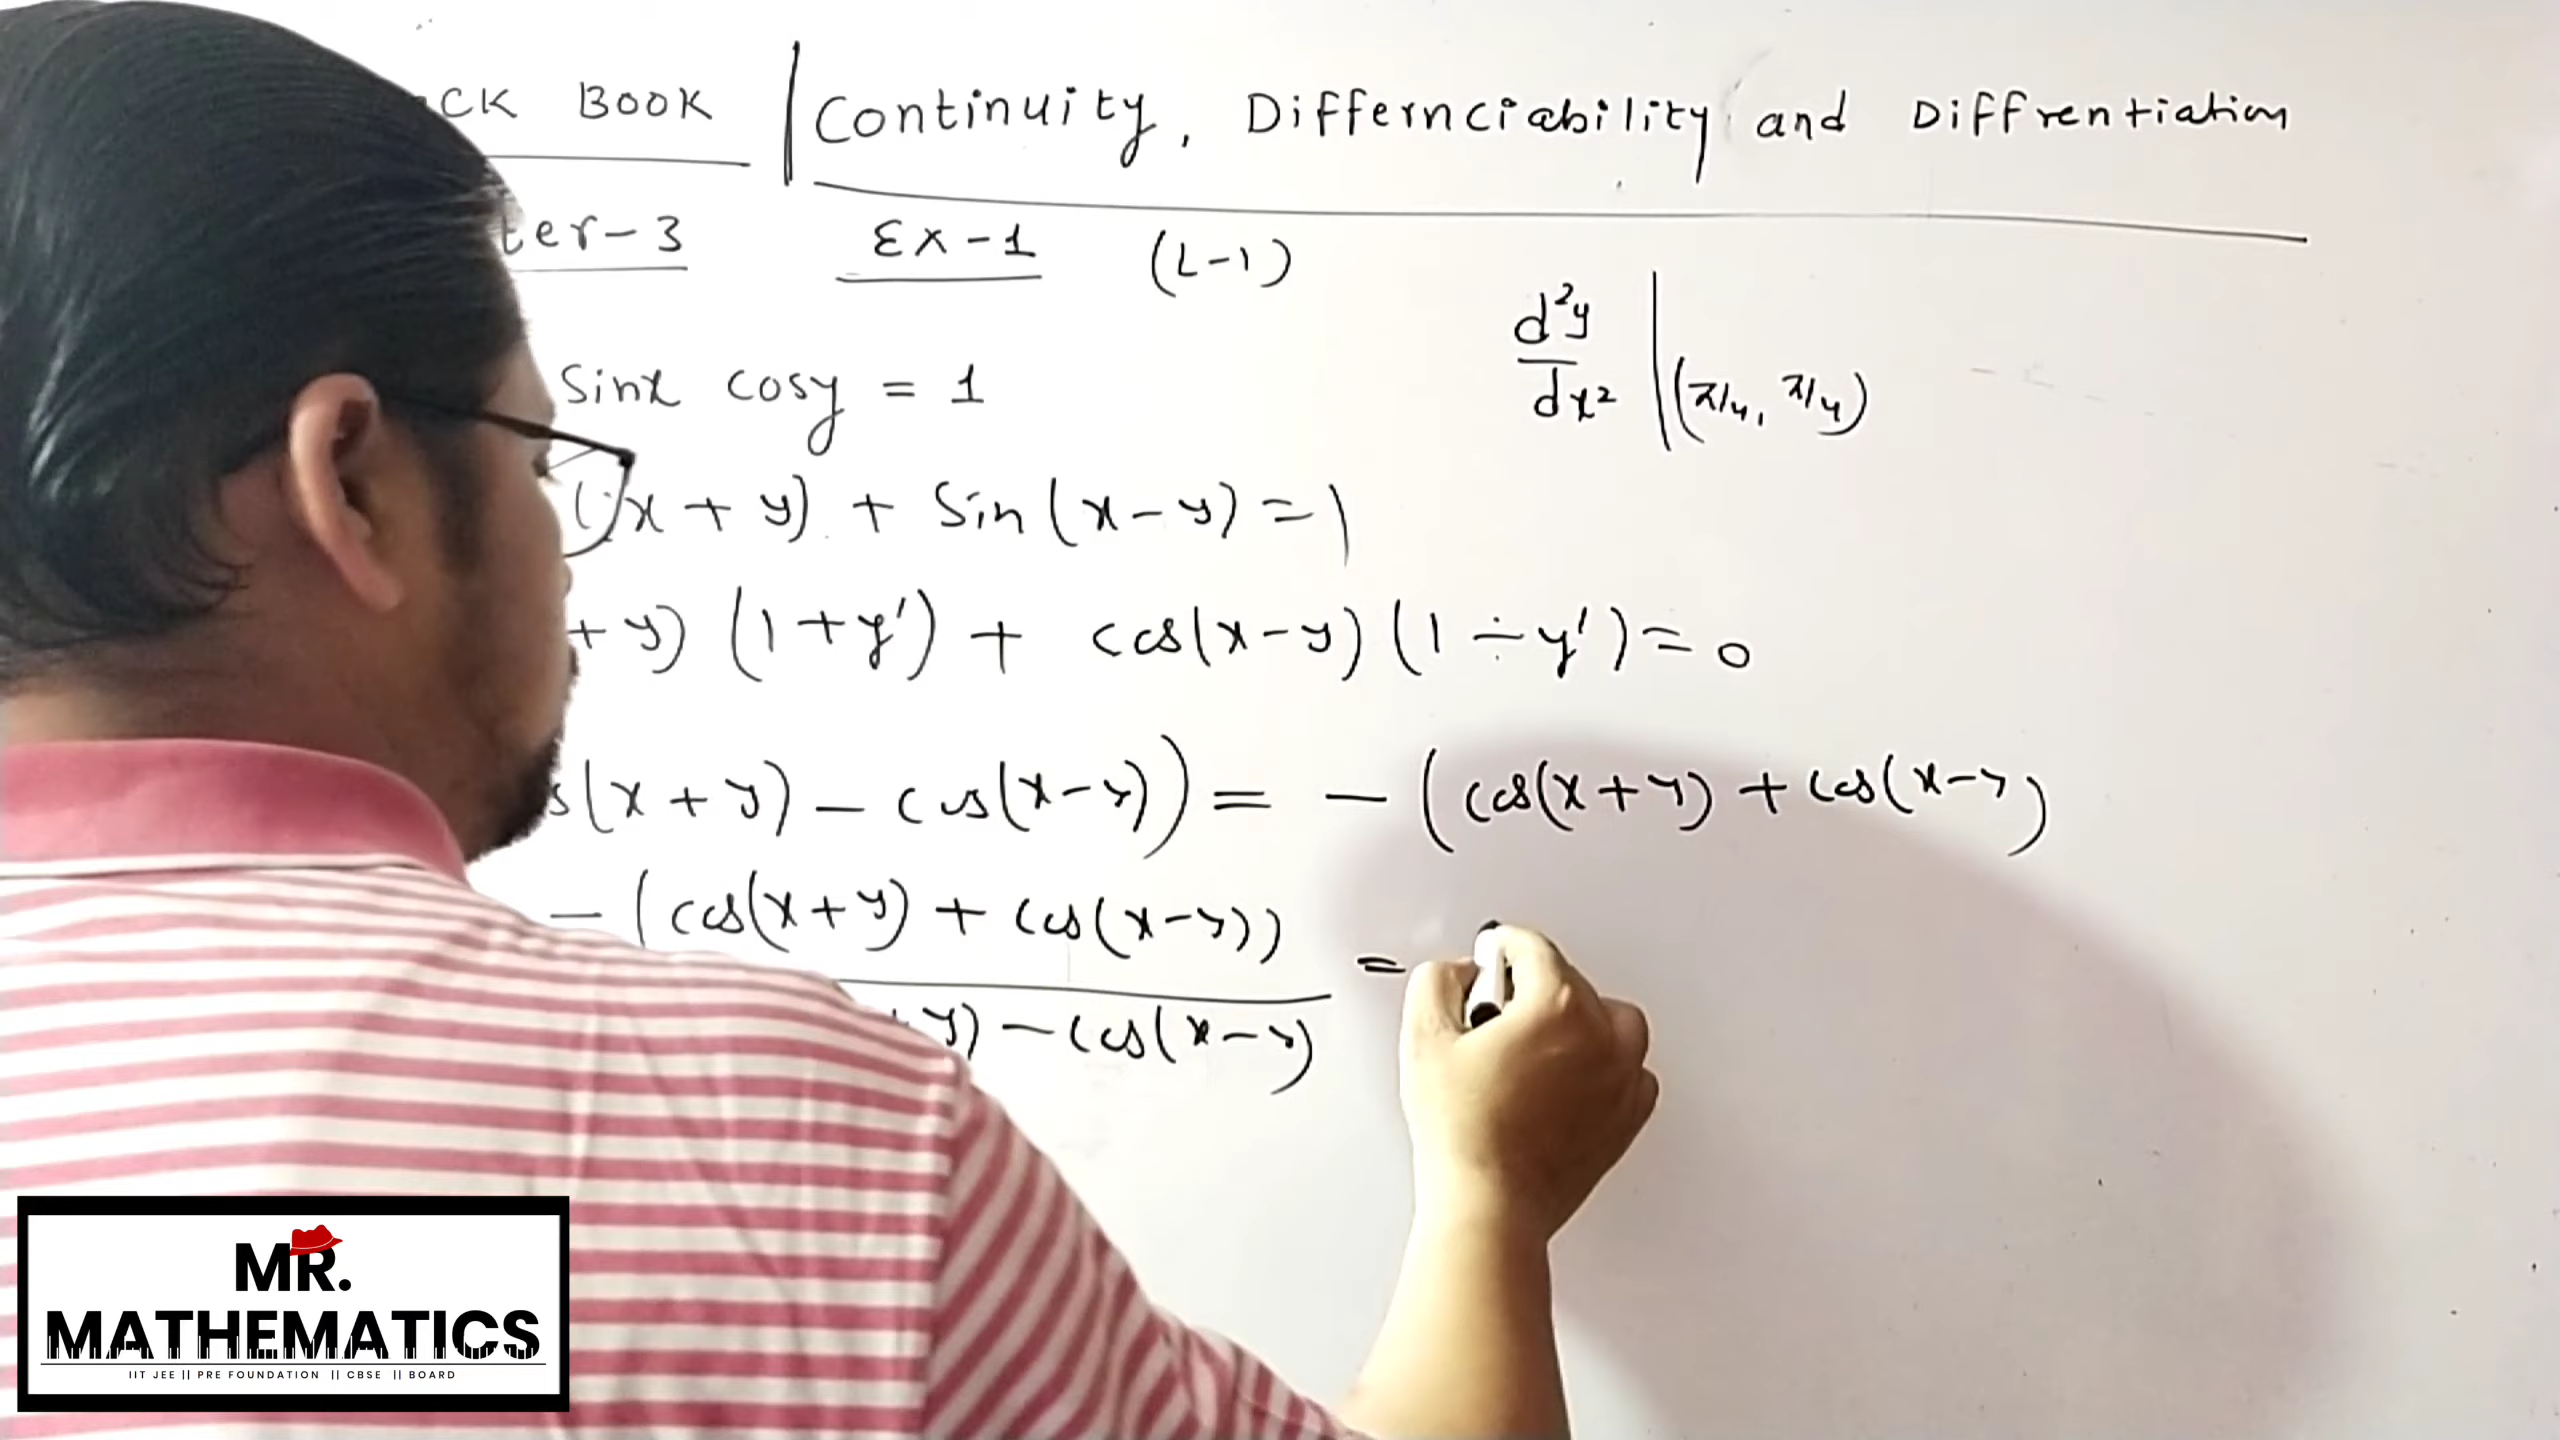 CK BOOK | Continuity, Differnciability and Diffrentiation
ter-3 Ex-1 (L-1)
d²y/dx² |(π/4, π/4)
Sinx cosy = 1
(x + y) + Sin(x-y) = 1
+ y) (1 + y') + cos(x-y) (1 - y') = 0
s(x + y) - cos(x-y)) = - (cos(x+y) + cos(x-y)
- (cos(x+y) + cos(x-y)) =
y) - cos(x-y)
MR.
MATHEMATICS
IIT JEE || PRE FOUNDATION || CBSE || BOARD